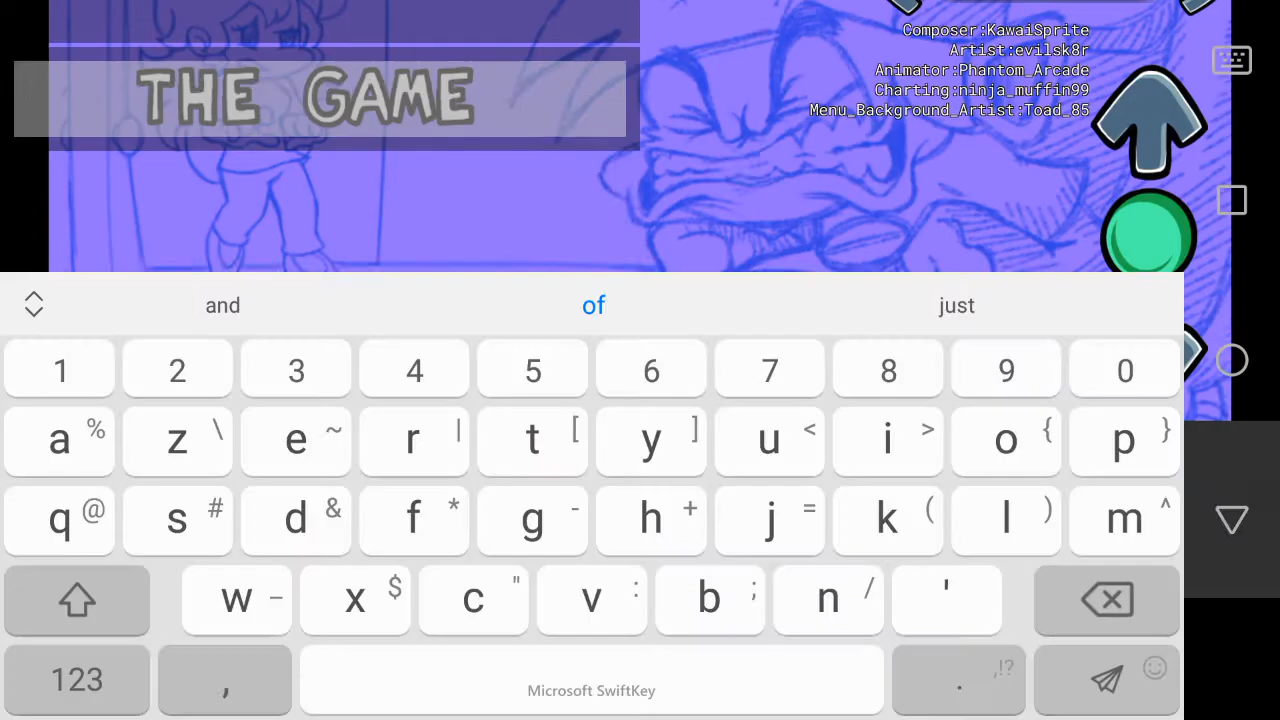 Composer:KawaiSprite
Artist:evilsk8r
Animator:Phantom_Arcade
Charting:ninja_muffin99
Menu_Background_Artist:Toad_85
THE GAME
and of just
1 2 3 4 5 6 7 8 9 0
a % z \ e ~ r | t [ y ] u < i > o { p }
q @ s # d & f * g - h + j = k ( l ) m ^
w _ x $ c " v : b ; n / '
123 , Microsoft SwiftKey . ,!?